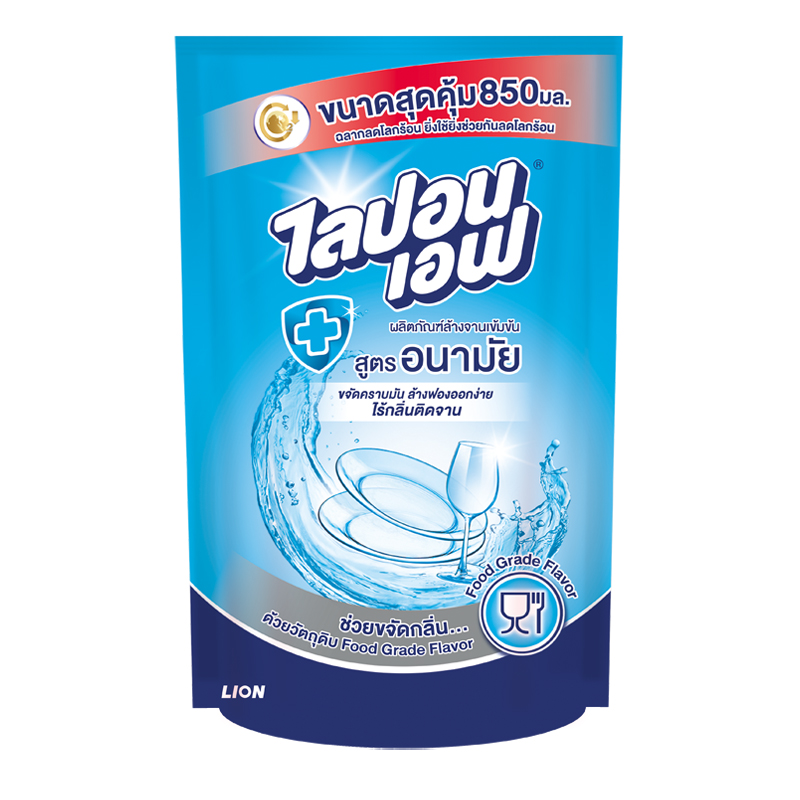 ขนาดสุดคุ้ม 850 มล.
ฉลากลดโลกร้อน ยิ่งใช้ยิ่งช่วยกันลดโลกร้อน
ไลปอน
เอฟ
®
ผลิตภัณฑ์ล้างจานเข้มข้น
สูตร อนามัย
ขจัดคราบมัน ล้างฟองออกง่าย
ไร้กลิ่นติดจาน
Food Grade Flavor
ช่วยขจัดกลิ่น...
ด้วยวัตถุดิบ Food Grade Flavor
LION